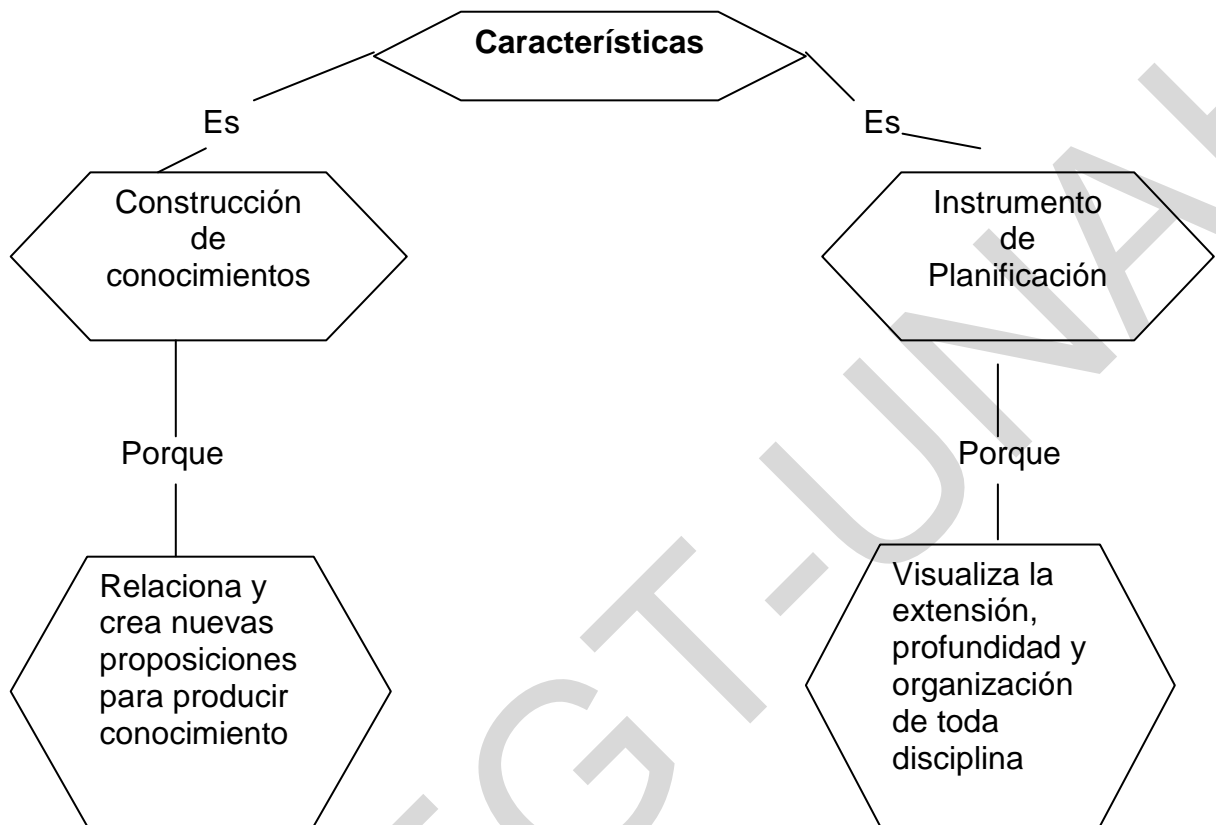 Características
Es
Es
Construcción
de
conocimientos
Instrumento
de
Planificación
Porque
Porque
Relaciona y
crea nuevas
proposiciones
para producir
conocimiento
Visualiza la
extensión,
profundidad y
organización
de toda
disciplina